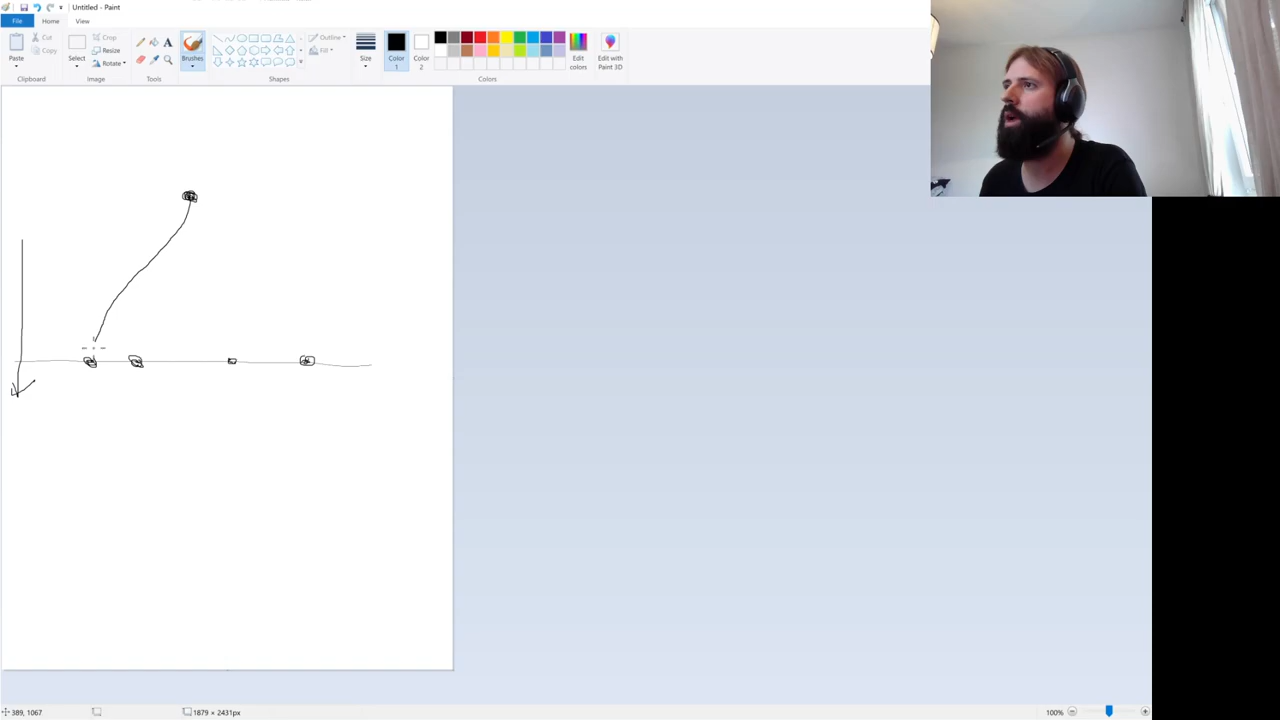 Untitled - Paint
File
Home
View
Paste
Cut
Copy
Clipboard
Select
Crop
Resize
Rotate
Image
A
Tools
Brushes
Outline
Fill
Shapes
Size
Color
1
Color
2
Edit
colors
Edit with
Paint 3D
Colors
389, 1067
1879 × 2431px
100%